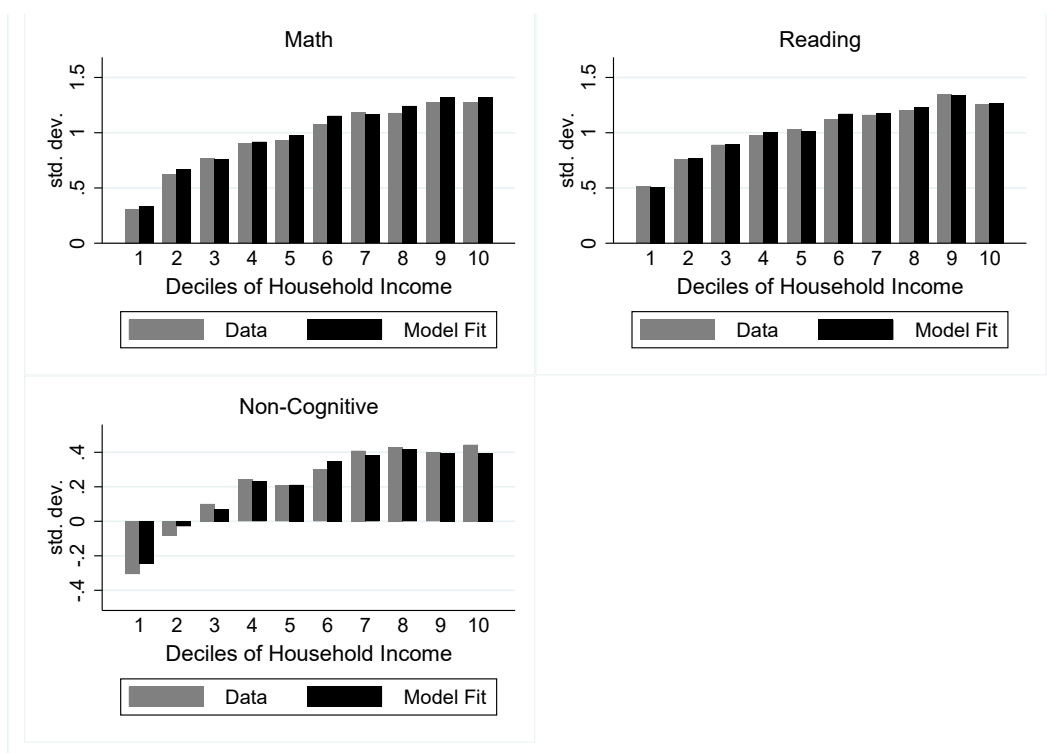 Math
std. dev.
0 .5 1 1.5
1 2 3 4 5 6 7 8 9 10
Deciles of Household Income
Data Model Fit
Reading
std. dev.
0 .5 1 1.5
1 2 3 4 5 6 7 8 9 10
Deciles of Household Income
Data Model Fit
Non-Cognitive
std. dev.
-.4 -.2 0 .2 .4
1 2 3 4 5 6 7 8 9 10
Deciles of Household Income
Data Model Fit